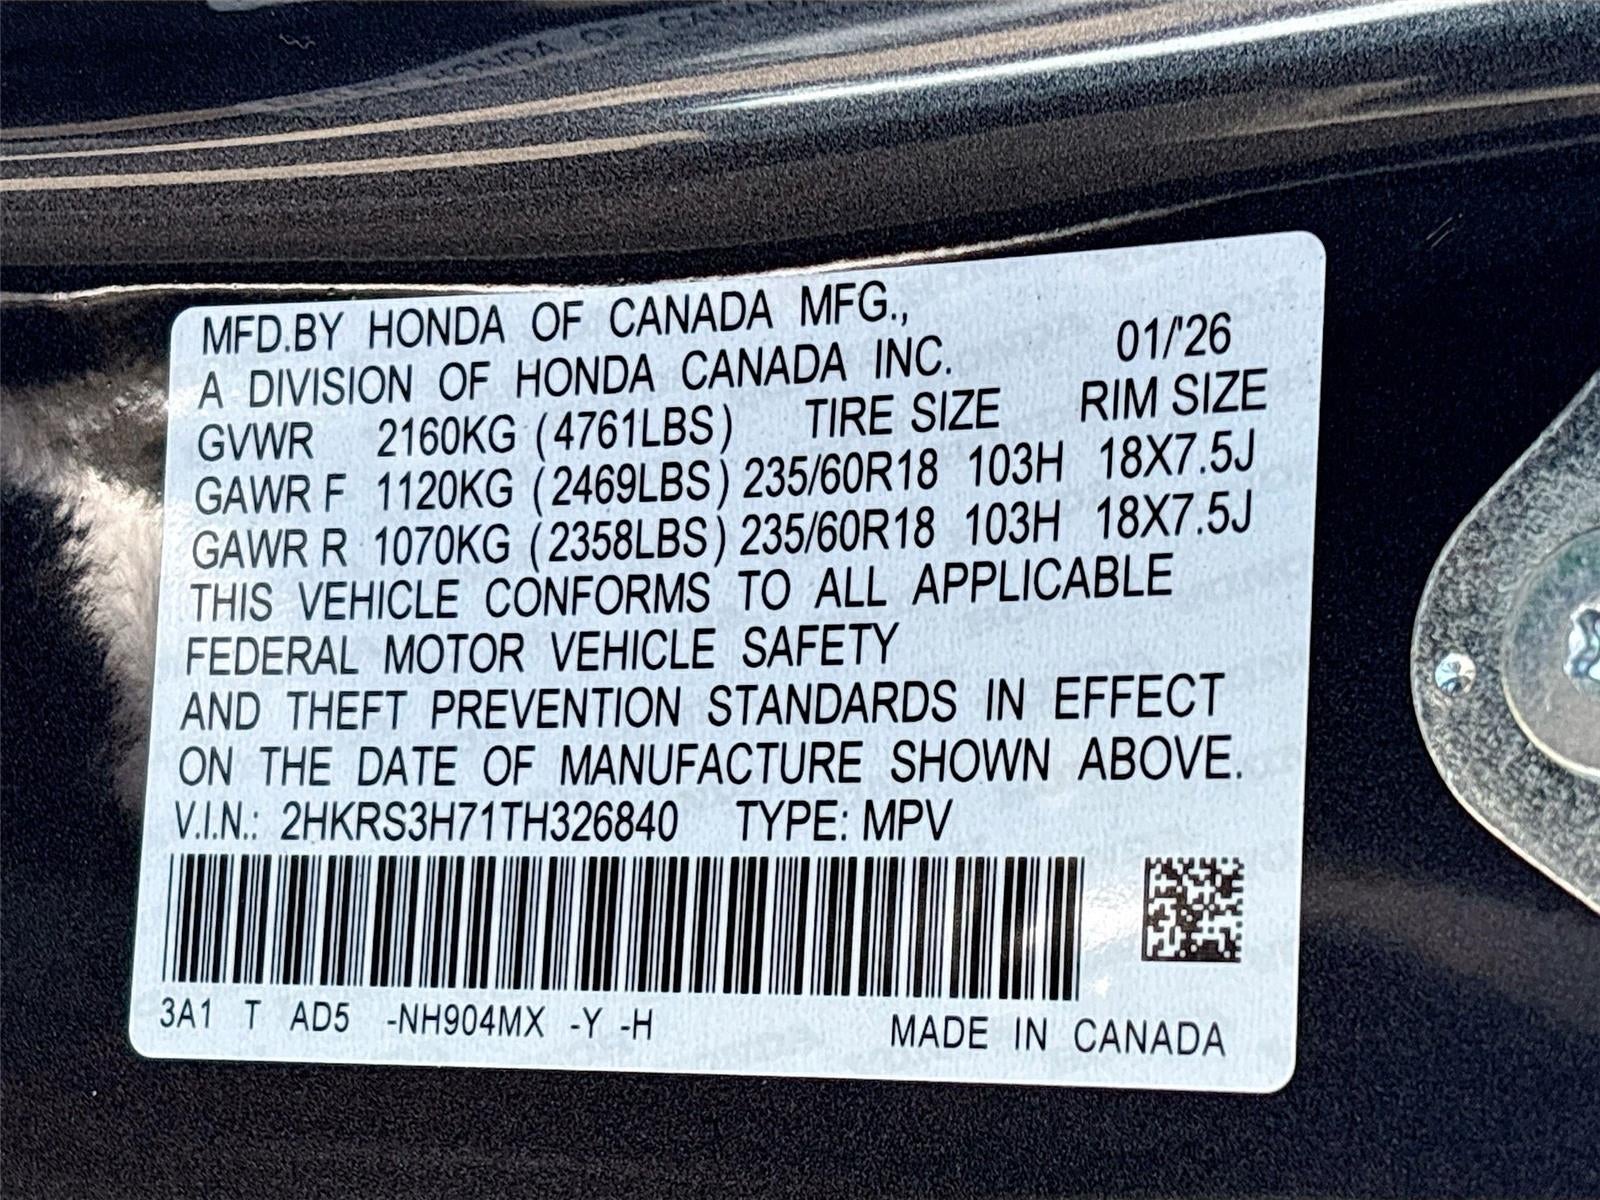 MFD.BY HONDA OF CANADA MFG.,
A DIVISION OF HONDA CANADA INC. 01/'26
GVWR 2160KG (4761LBS) TIRE SIZE RIM SIZE
GAWR F 1120KG (2469LBS) 235/60R18 103H 18X7.5J
GAWR R 1070KG (2358LBS) 235/60R18 103H 18X7.5J
THIS VEHICLE CONFORMS TO ALL APPLICABLE
FEDERAL MOTOR VEHICLE SAFETY
AND THEFT PREVENTION STANDARDS IN EFFECT
ON THE DATE OF MANUFACTURE SHOWN ABOVE.
V.I.N.: 2HKRS3H71TH326840 TYPE: MPV
3A1 T AD5 -NH904MX -Y -H MADE IN CANADA